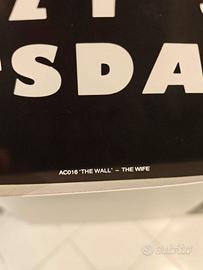 SDA
AC016 'THE WALL' – THE WIFE
subito